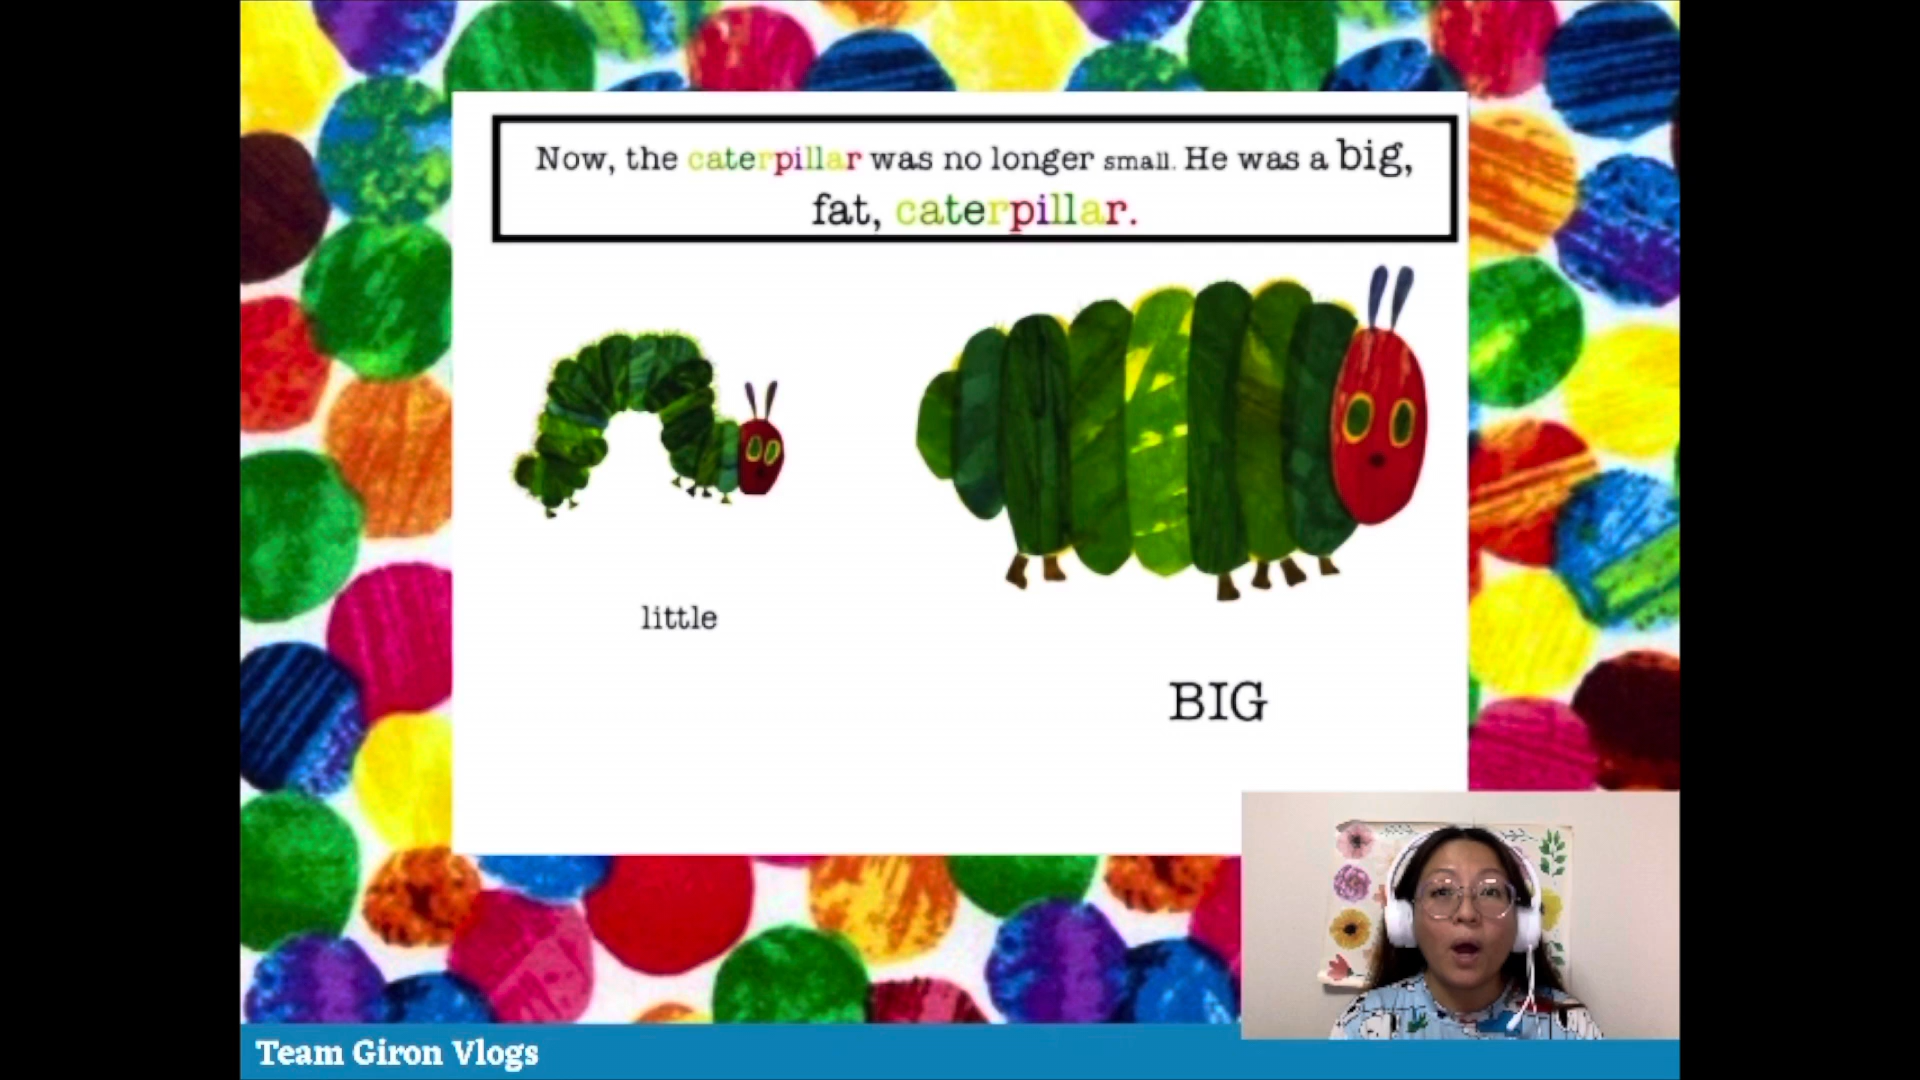 Now, the caterpillar was no longer small. He was a big,
fat, caterpillar.
little
BIG
Team Giron Vlogs